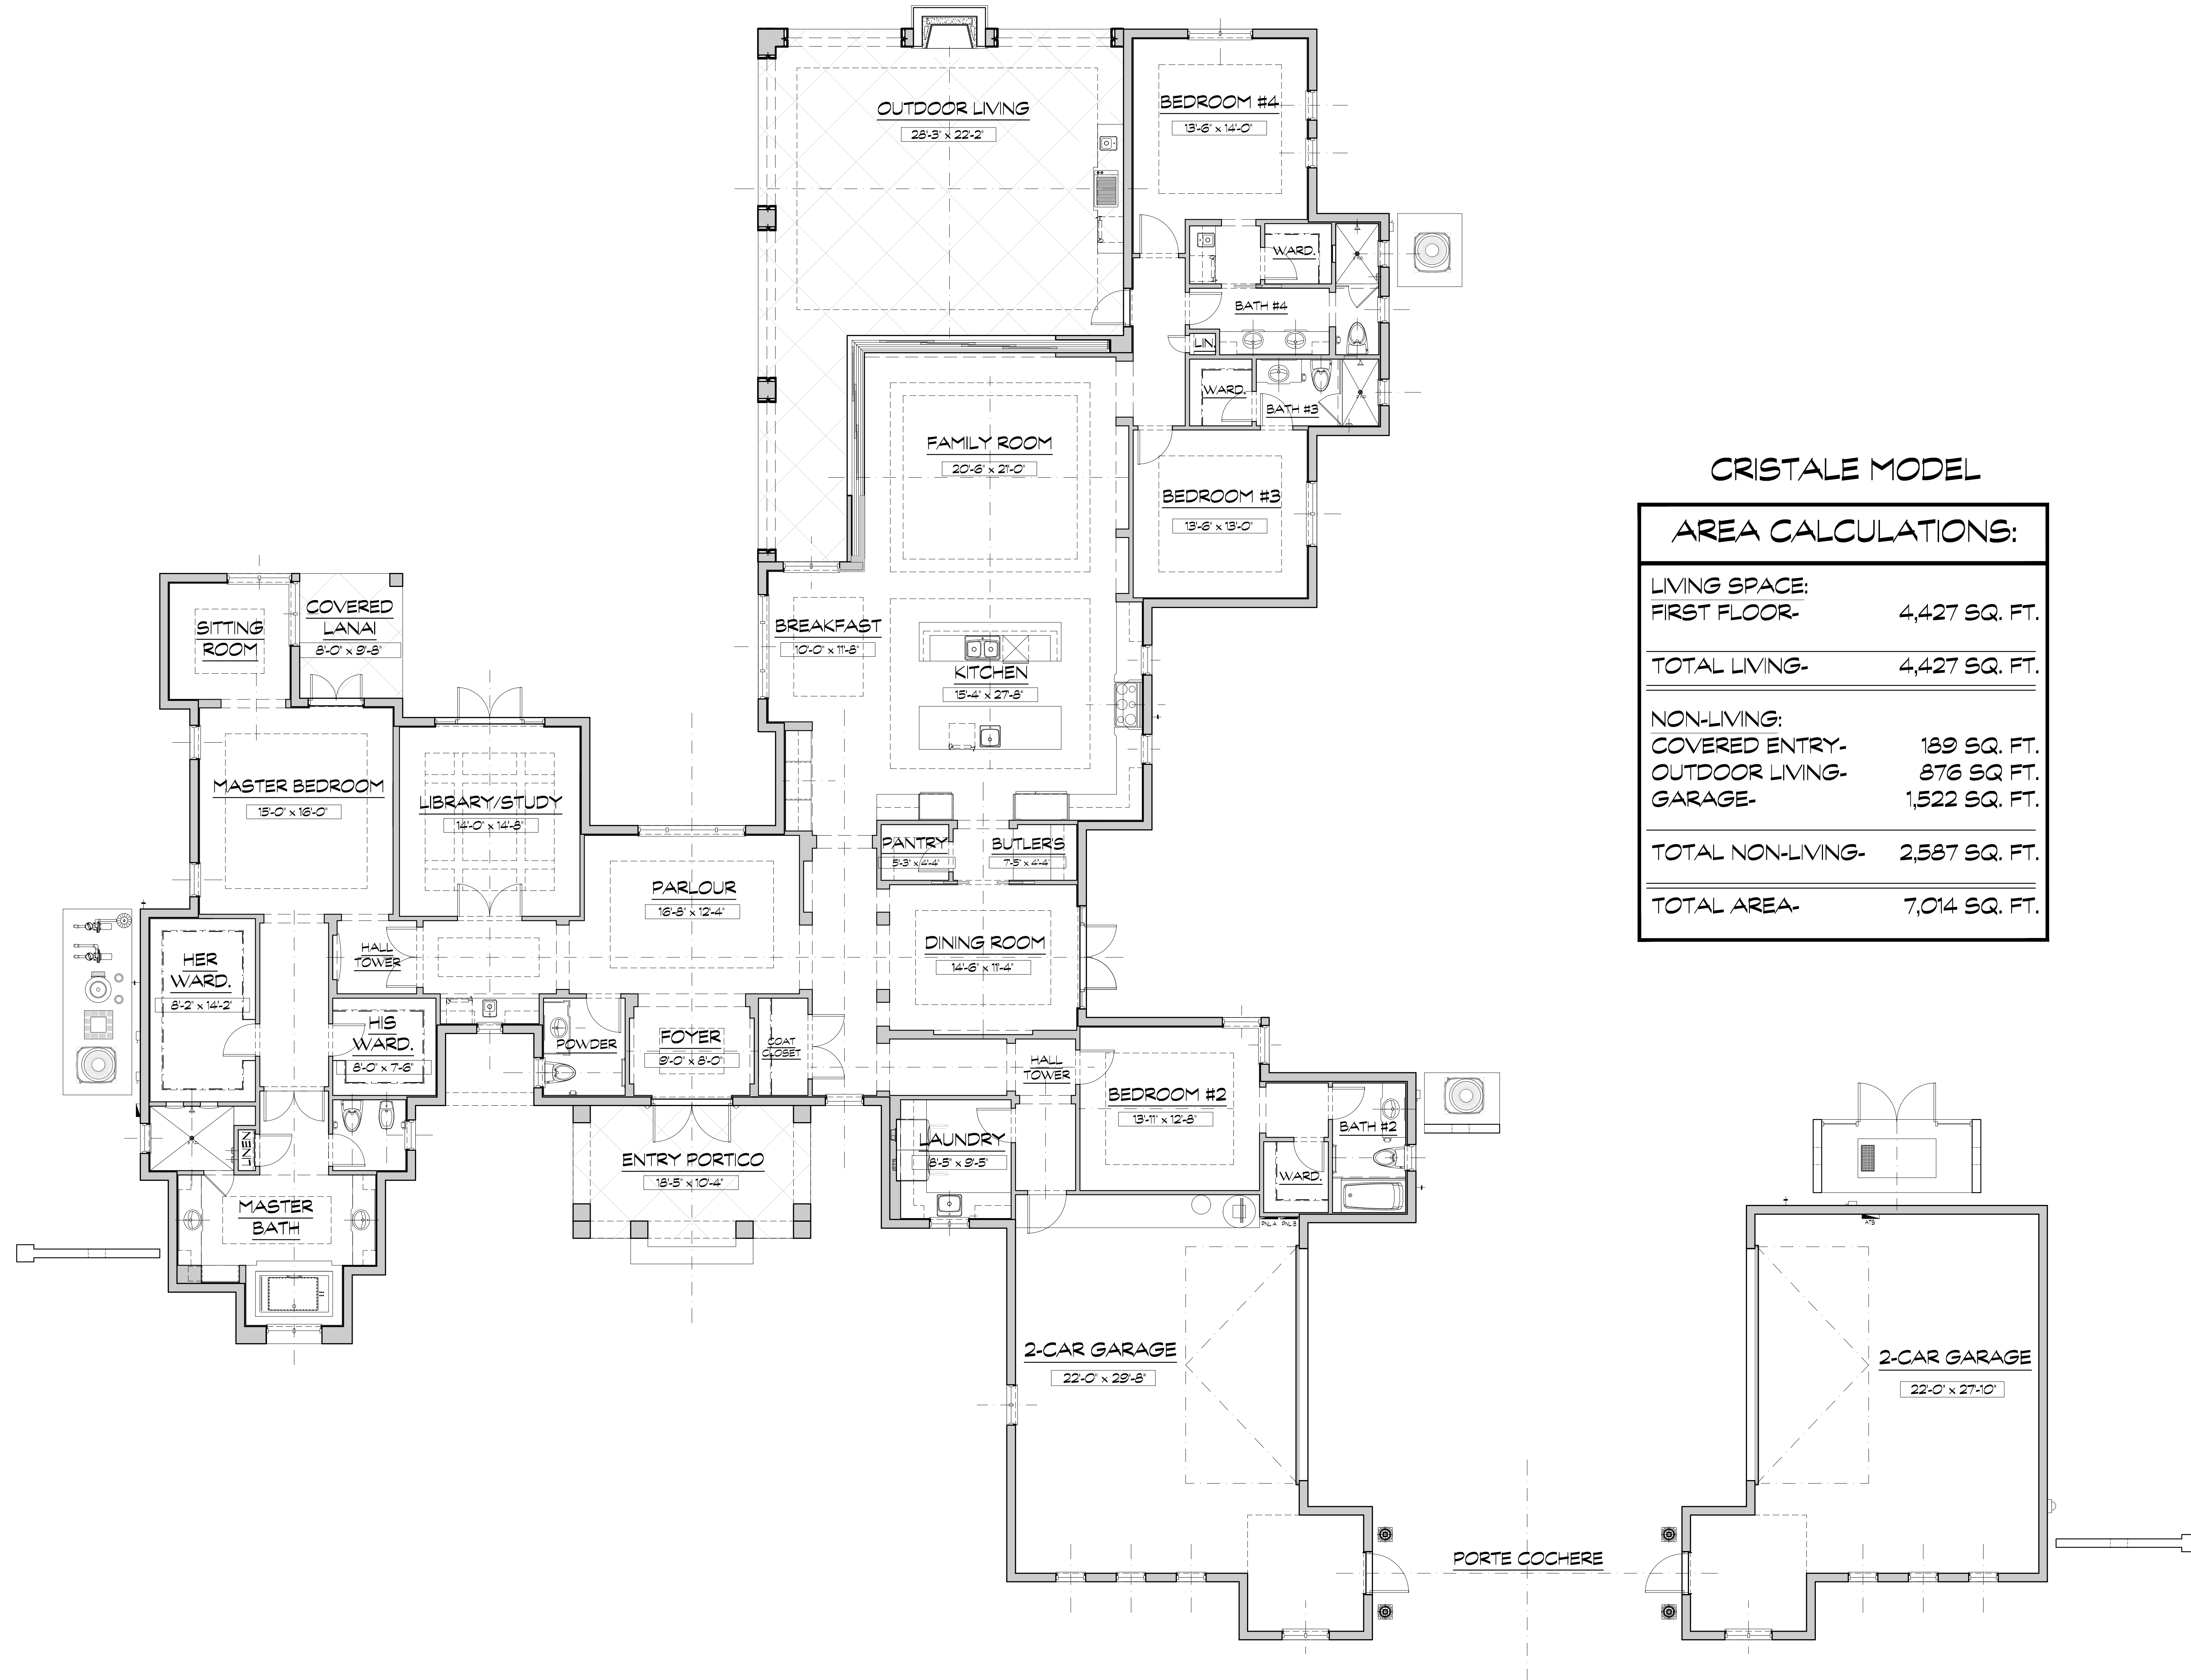 OUTDOOR LIVING
28'-3" x 22'-2"
BEDROOM #4
13'-6" x 14'-0"
WARD.
BATH #4
LIN.
WARD.
BATH #3
FAMILY ROOM
20'-6" x 21'-0"
BEDROOM #3
13'-6" x 13'-0"
CRISTALE MODEL
AREA CALCULATIONS:
LIVING SPACE:
FIRST FLOOR- 4,427 SQ. FT.
TOTAL LIVING- 4,427 SQ. FT.
NON-LIVING:
COVERED ENTRY- 189 SQ. FT.
OUTDOOR LIVING- 876 SQ FT.
GARAGE- 1,522 SQ. FT.
TOTAL NON-LIVING- 2,587 SQ. FT.
TOTAL AREA- 7,014 SQ. FT.
SITTING
ROOM
COVERED
LANAI
8'-0" x 9'-8"
BREAKFAST
10'-0" x 11'-8"
KITCHEN
15'-4" x 27'-8"
MASTER BEDROOM
15'-0" x 16'-0"
LIBRARY/STUDY
14'-0" x 14'-8"
PARLOUR
16'-8" x 12'-4"
PANTRY
5'-3" x 4'-4"
BUTLER'S
7'-5" x 4'-4"
DINING ROOM
14'-6" x 11'-4"
HER
WARD.
8'-2" x 14'-2"
HALL
TOWER
HIS
WARD.
8'-0" x 7'-6"
POWDER
FOYER
9'-0" x 8'-0"
COAT
CLOSET
HALL
TOWER
BEDROOM #2
13'-11" x 12'-8"
BATH #2
WARD.
LINEN
LAUNDRY
8'-5" x 9'-5"
ENTRY PORTICO
18'-5" x 10'-4"
MASTER
BATH
PNL A
PNL B
ATB
2-CAR GARAGE
22'-0" x 29'-8"
2-CAR GARAGE
22'-0" x 27'-10"
PORTE COCHERE